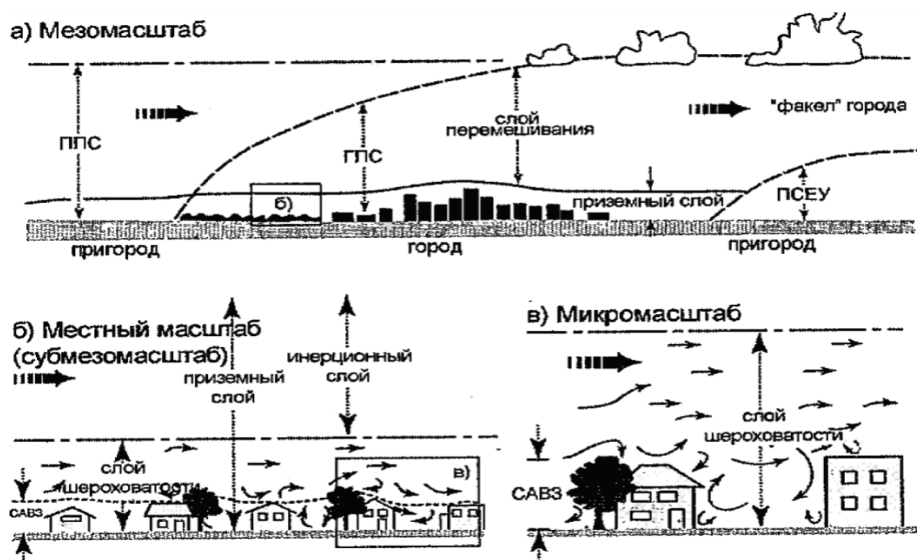 а) Мезомасштаб
ППС
ГПС
слой
перемешивания
"факел" города
б)
приземный слой
ПСЕУ
пригород
город
пригород
б) Местный масштаб
(субмезомасштаб)
приземный
слой
инерционный
слой
слой
шероховатости
САВЗ
в)
в) Микромасштаб
слой
шероховатости
САВЗ